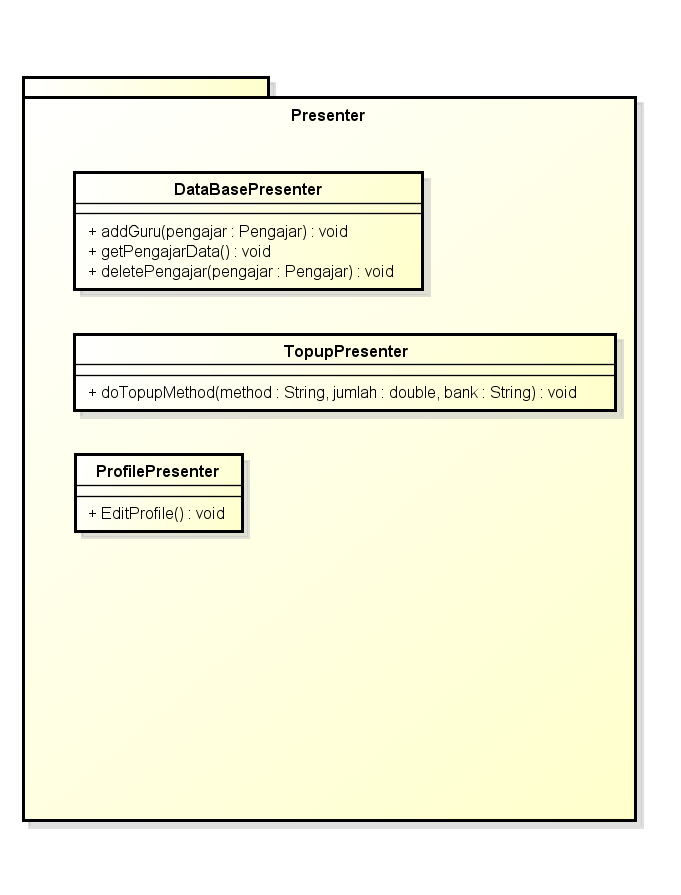 Presenter
DataBasePresenter
+ addGuru(pengajar : Pengajar) : void
+ getPengajarData() : void
+ deletePengajar(pengajar : Pengajar) : void
TopupPresenter
+ doTopupMethod(method : String, jumlah : double, bank : String) : void
ProfilePresenter
+ EditProfile() : void